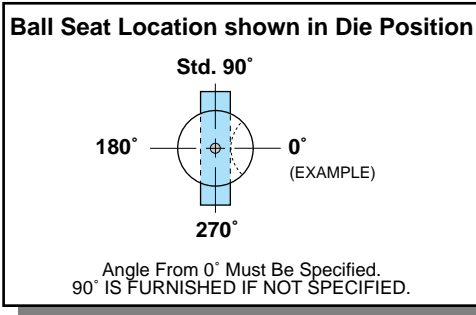 Ball Seat Location shown in Die Position
Std. 90˚
180˚
0˚
(EXAMPLE)
270˚
Angle From 0˚ Must Be Specified.
90˚ IS FURNISHED IF NOT SPECIFIED.